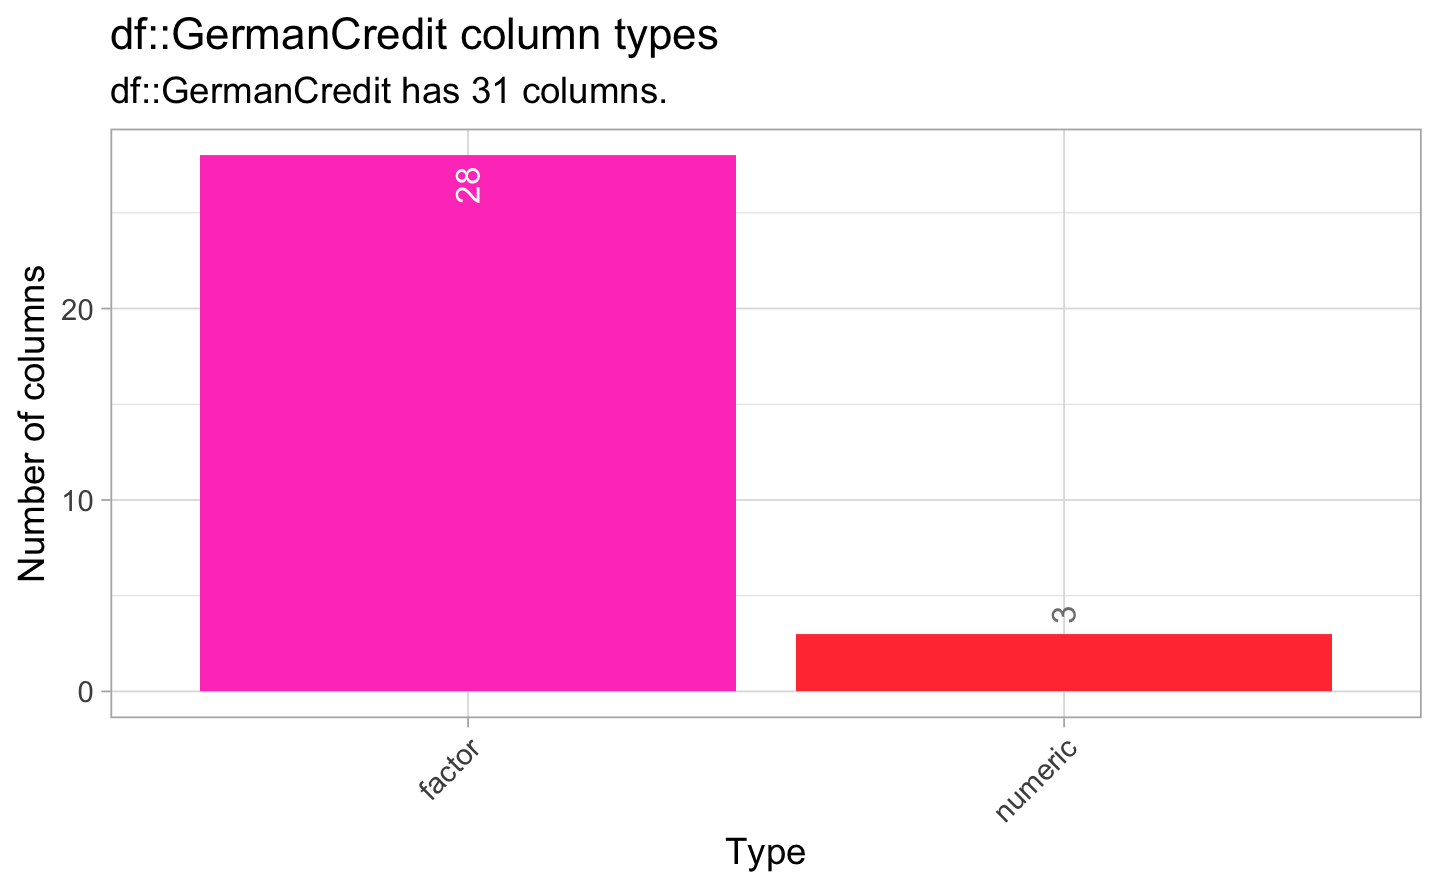 df::GermanCredit column types
df::GermanCredit has 31 columns.
Number of columns
20
10
0
28
3
factor
numeric
Type